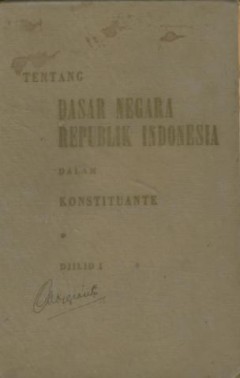 TENTANG
DASAR NEGARA
REPUBLIK INDONESIA
DALAM
KONSTITUANTE
DJILID I